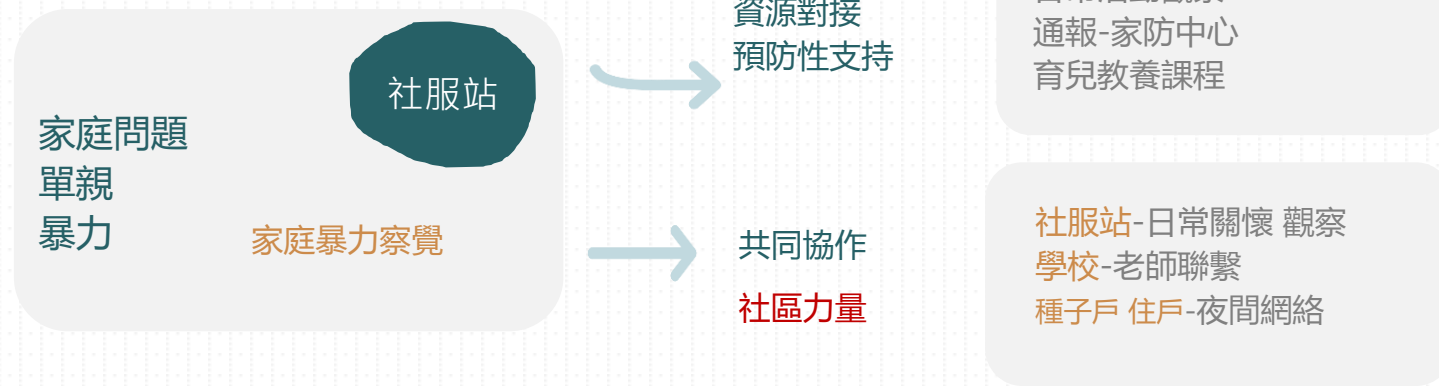 社服站
家庭問題
單親
暴力
家庭暴力察覺
資源對接
預防性支持
共同協作
社區力量
通報-家防中心
育兒教養課程
社服站-日常關懷 觀察
學校-老師聯繫
種子戶 住戶-夜間網絡